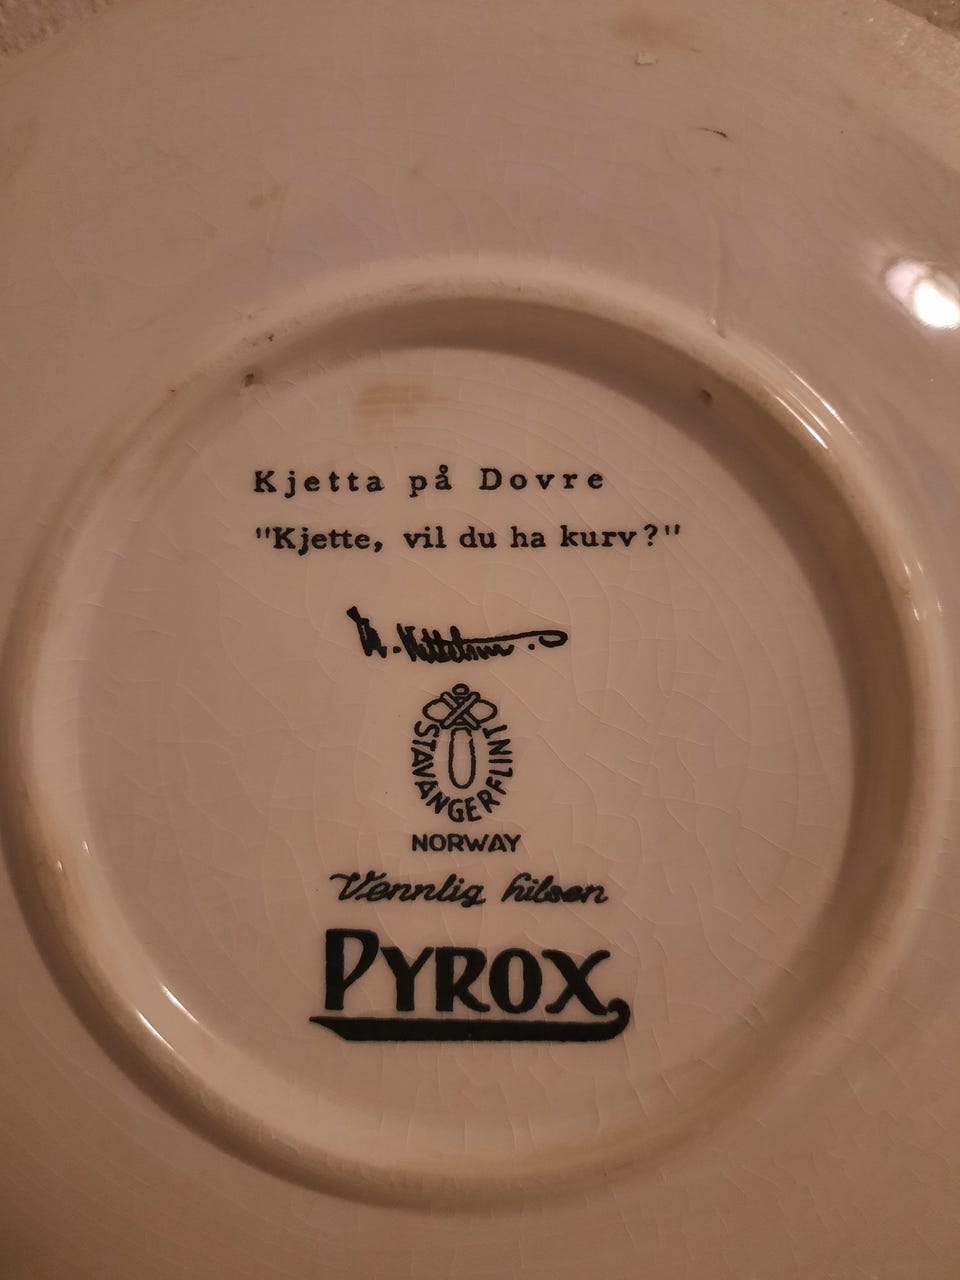 Kjetta på Dovre
"Kjette, vil du ha kurv?"
STAVANGERFLINT
NORWAY
Vennlig hilsen
PYROX